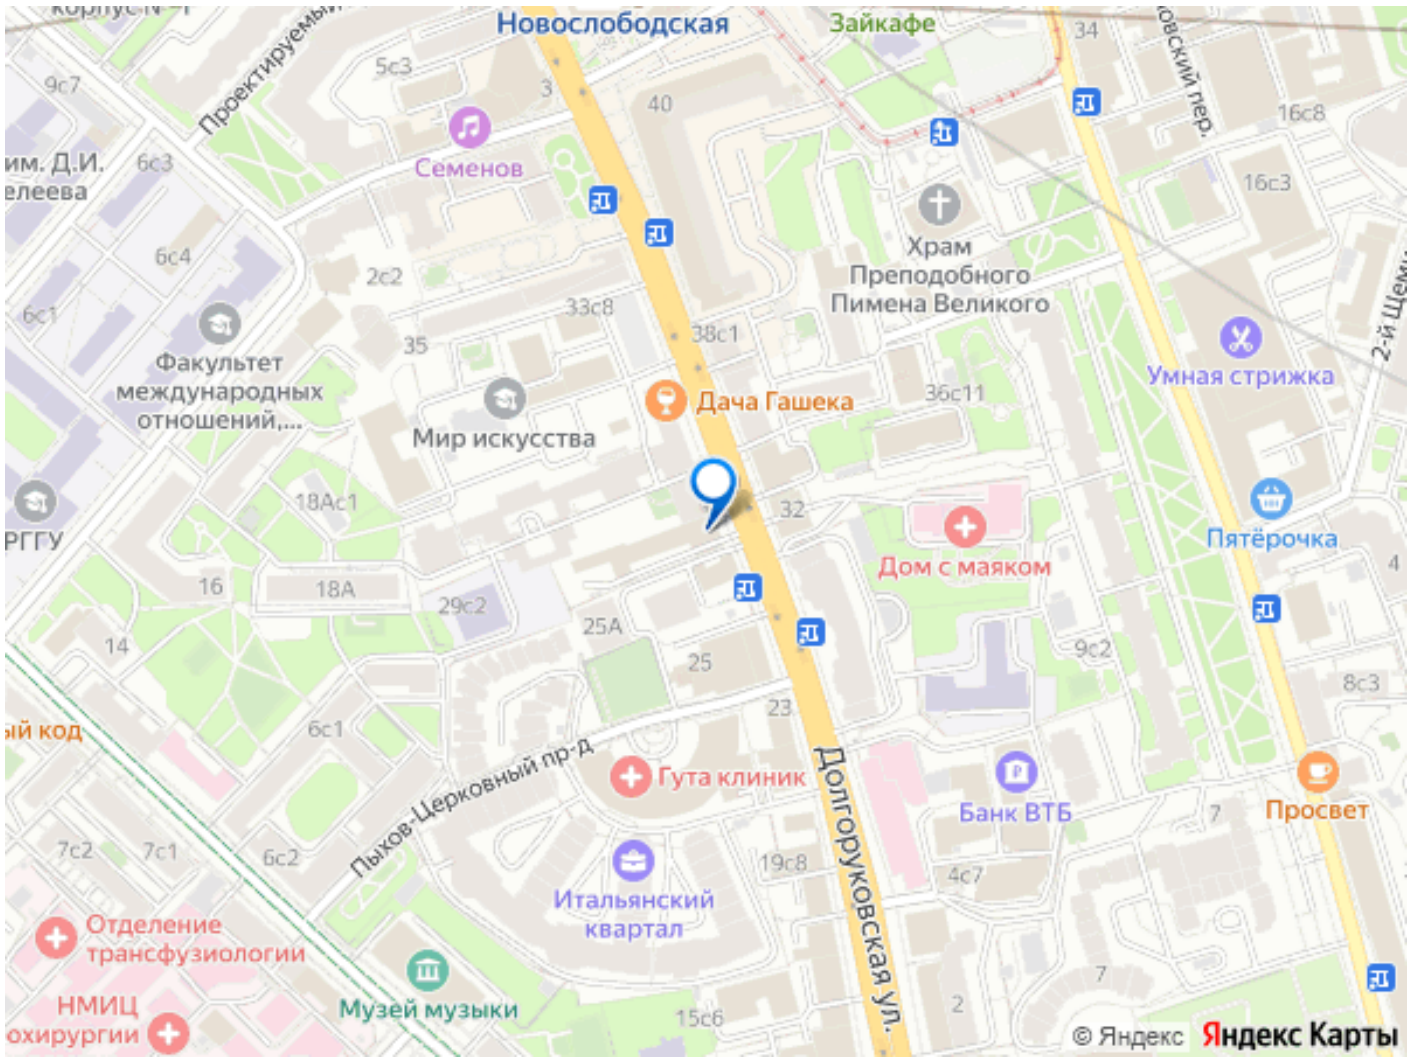 Новослободская
Зайкафе
34
5с3
9с7
3
40
Проектируемый
16с8
Семенов
им. Д.И.
елеева
6с3
16с3
6с4
2с2
Храм
Преподобного
Пимена Великого
33с8
6с1
38с1
35
Факультет
международных
отношений,...
2-й Щеми
Умная стрижка
Дача Гашека
36с11
Мир искусства
18Ас1
32
РГГУ
Пятёрочка
Дом с маяком
4
16
18А
29с2
25А
14
25
9с2
8с3
23
6с1
ый код
Пыхов-Церковный пр-д
Гута клиник
Долгоруковская ул.
Банк ВТБ
Просвет
7
7с2
7с1
6с2
19с8
4с7
Итальянский
квартал
Отделение
трансфузиологии
7
НМИЦ
охирургии
Музей музыки
15с6
2
© Яндекс
Яндекс Карты